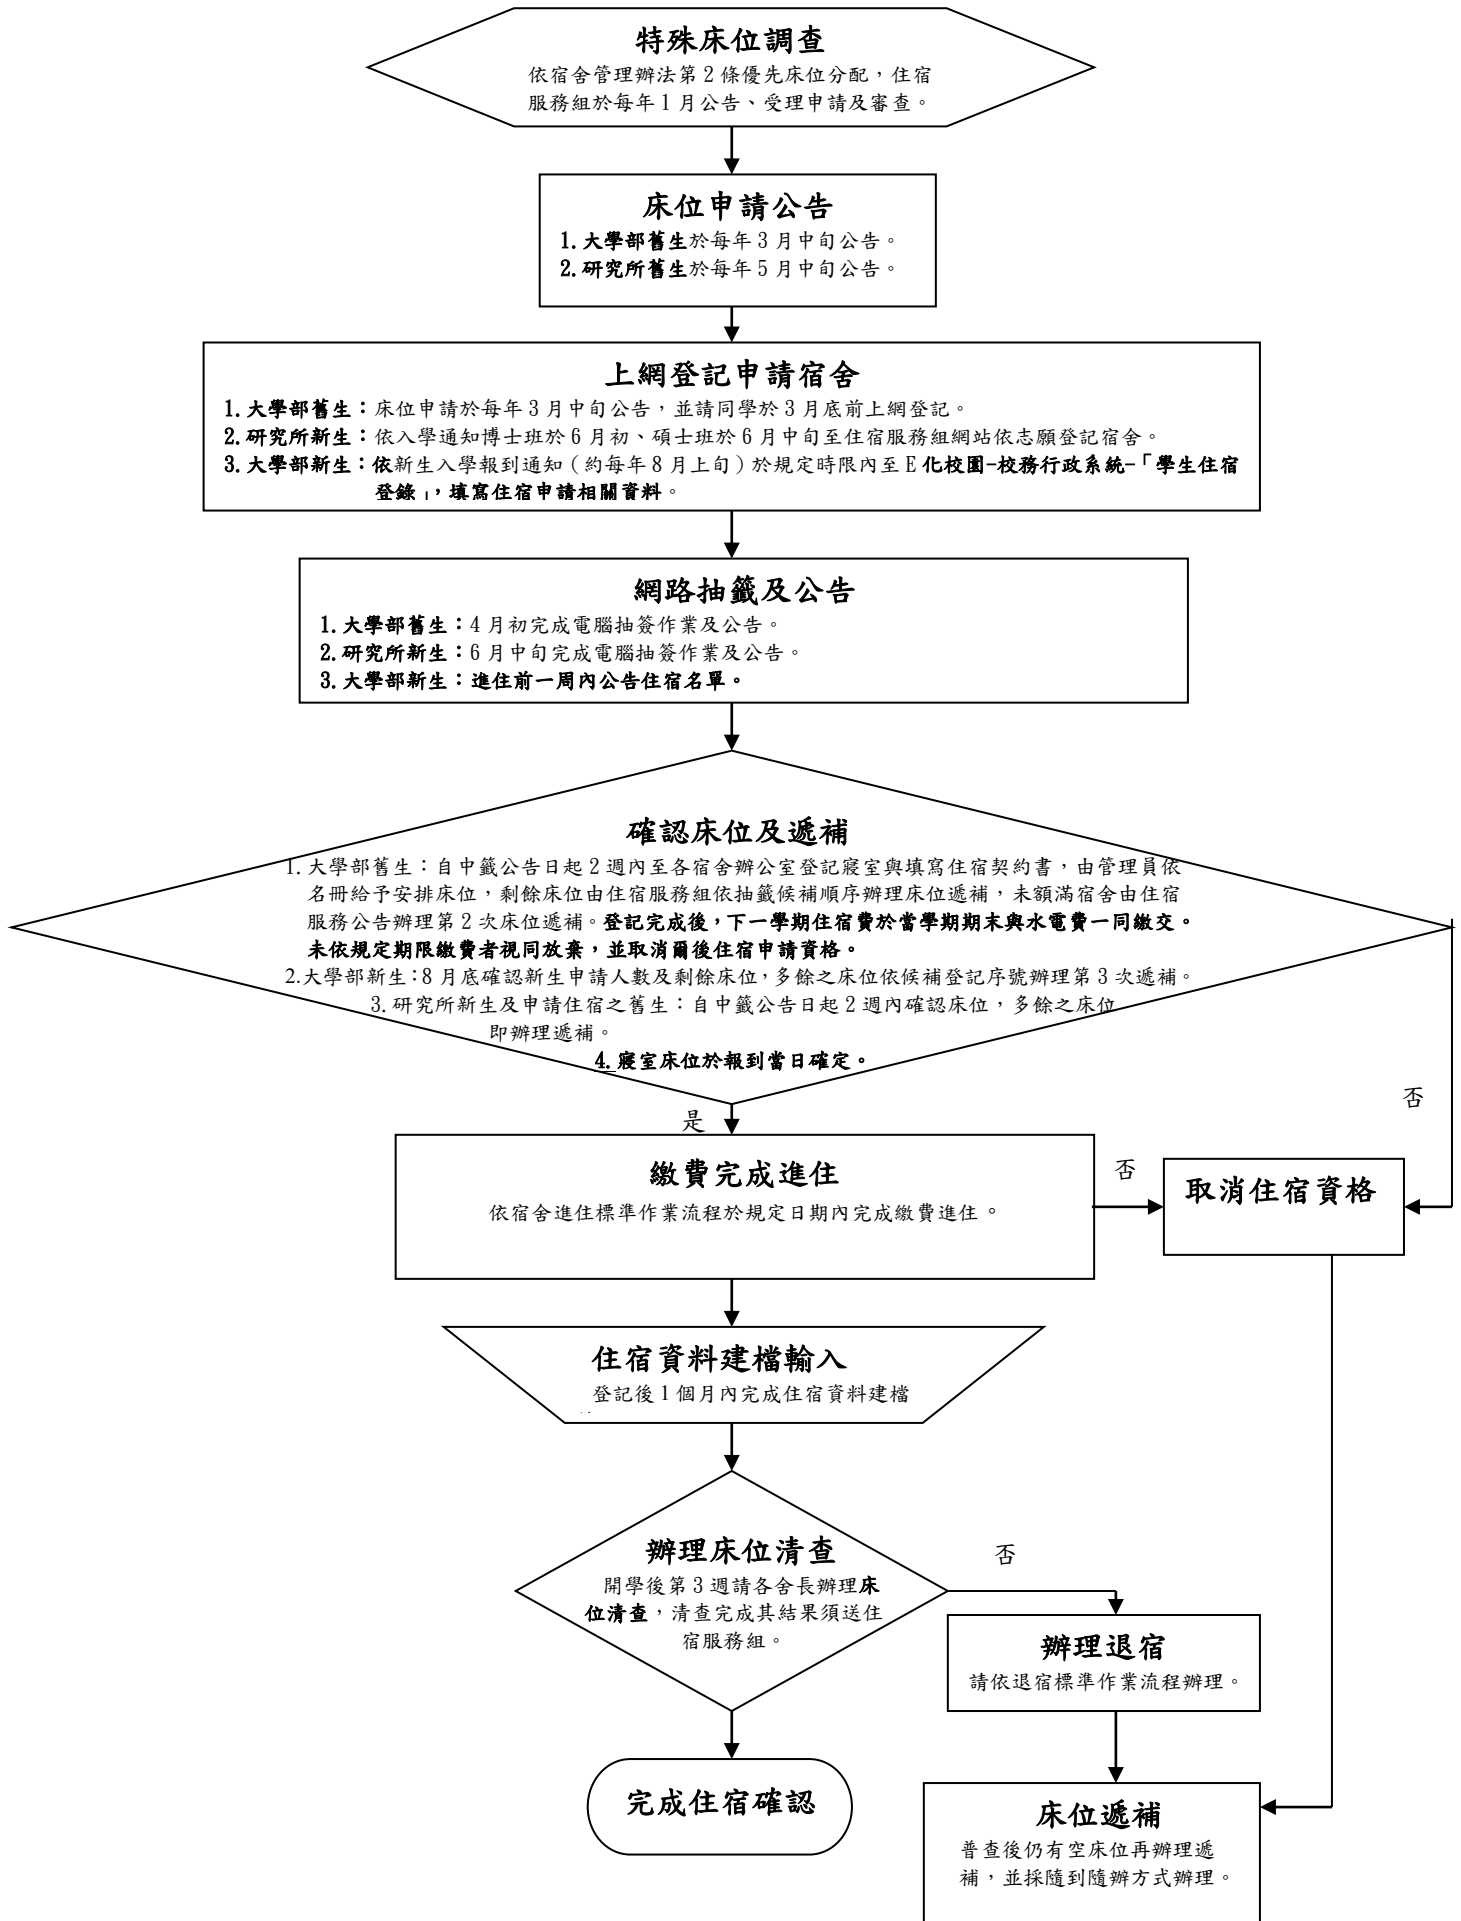 特殊床位調查
依宿舍管理辦法第 2 條優先床位分配，住宿
服務組於每年 1 月公告、受理申請及審查。
床位申請公告
1. 大學部舊生於每年 3 月中旬公告。
2. 研究所舊生於每年 5 月中旬公告。
上網登記申請宿舍
1. 大學部舊生：床位申請於每年 3 月中旬公告，並請同學於 3 月底前上網登記。
2. 研究所新生：依入學通知博士班於 6 月初、碩士班於 6 月中旬至住宿服務組網站依志願登記宿舍。
3. 大學部新生：依新生入學報到通知（約每年 8 月上旬）於規定時限內至 E 化校園-校務行政系統-「學生住宿
登錄」，填寫住宿申請相關資料。
網路抽籤及公告
1. 大學部舊生：4 月初完成電腦抽簽作業及公告。
2. 研究所新生：6 月中旬完成電腦抽簽作業及公告。
3. 大學部新生：進住前一周內公告住宿名單。
確認床位及遞補
1. 大學部舊生：自中籤公告日起 2 週內至各宿舍辦公室登記寢室與填寫住宿契約書，由管理員依
名冊給予安排床位，剩餘床位由住宿服務組依抽籤候補順序辦理床位遞補，未額滿宿舍由住宿
服務公告辦理第 2 次床位遞補。登記完成後，下一學期住宿費於當學期期末與水電費一同繳交。
未依規定期限繳費者視同放棄，並取消爾後住宿申請資格。
2.大學部新生:8 月底確認新生申請人數及剩餘床位,多餘之床位依候補登記序號辦理第 3 次遞補。
3. 研究所新生及申請住宿之舊生：自中籤公告日起 2 週內確認床位，多餘之床位
即辦理遞補。
4. 寢室床位於報到當日確定。
否
是
繳費完成進住
依宿舍進住標準作業流程於規定日期內完成繳費進住。
否
取消住宿資格
住宿資料建檔輸入
登記後 1 個月內完成住宿資料建檔
辦理床位清查
開學後第 3 週請各舍長辦理床
位清查，清查完成其結果須送住
宿服務組。
否
辦理退宿
請依退宿標準作業流程辦理。
完成住宿確認
床位遞補
普查後仍有空床位再辦理遞
補，並採隨到隨辦方式辦理。